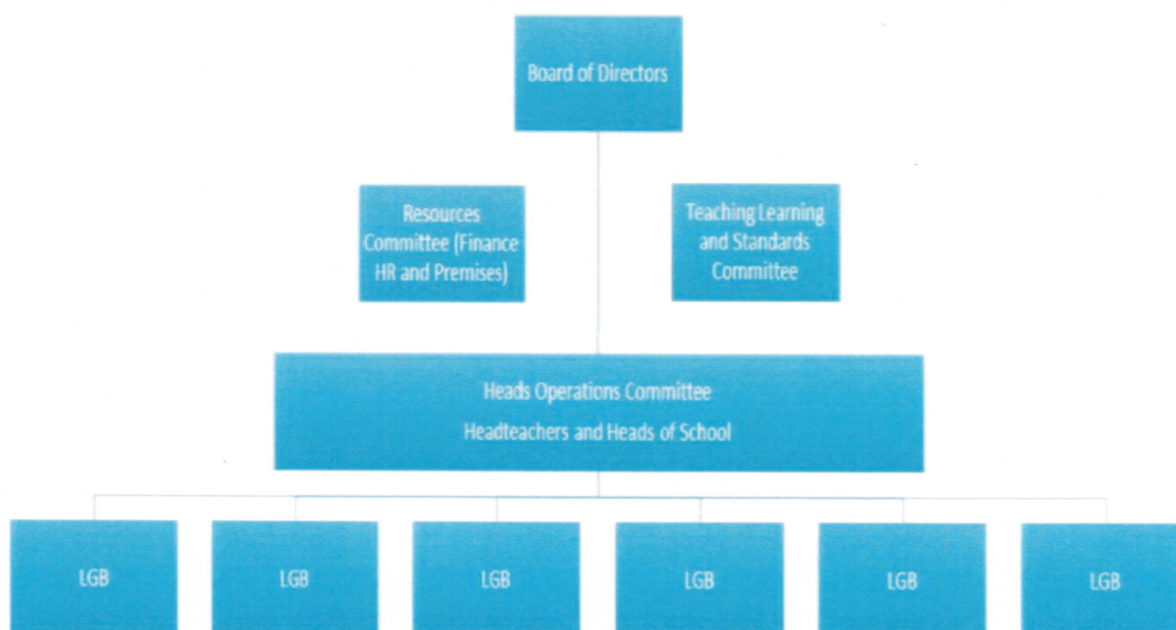 Board of Directors
Resources
Committee (Finance
HR and Premises)
Teaching Learning
and Standards
Committee
Heads Operations Committee
Headteachers and Heads of School
LGB
LGB
LGB
LGB
LGB
LGB